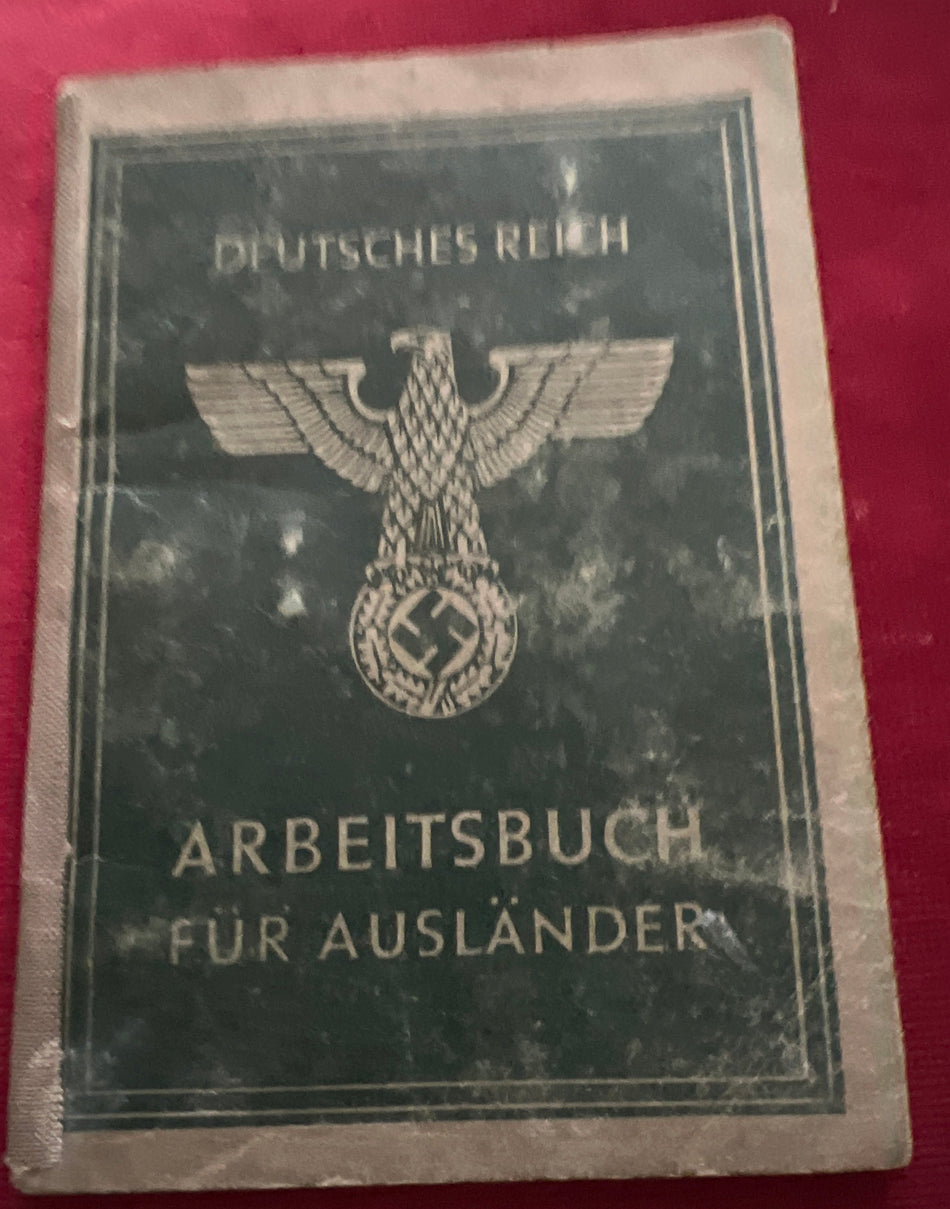 DEUTSCHES REICH
ARBEITSBUCH
FÜR AUSLÄNDER